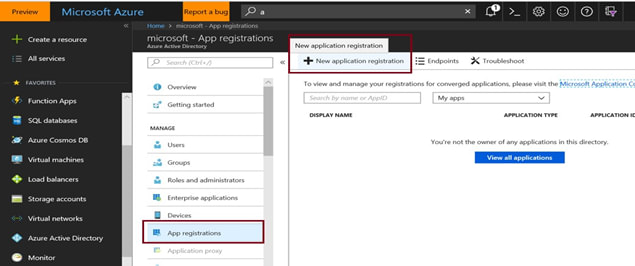 Preview
Microsoft Azure
Report a bug
a
1
Create a resource
All services
FAVORITES
Function Apps
SQL databases
Azure Cosmos DB
Virtual machines
Load balancers
Storage accounts
Virtual networks
Azure Active Directory
Monitor
Home > microsoft - App registrations
microsoft - App registrations
Azure Active Directory
Search (Ctrl+/)
Overview
Getting started
MANAGE
Users
Groups
Roles and administrators
Enterprise applications
Devices
App registrations
Application proxy
New application registration
New application registration
Endpoints
Troubleshoot
To view and manage your registrations for converged applications, please visit the Microsoft Application Co
Search by name or AppID
My apps
DISPLAY NAME
APPLICATION TYPE
APPLICATION ID
You're not the owner of any applications in this directory.
View all applications